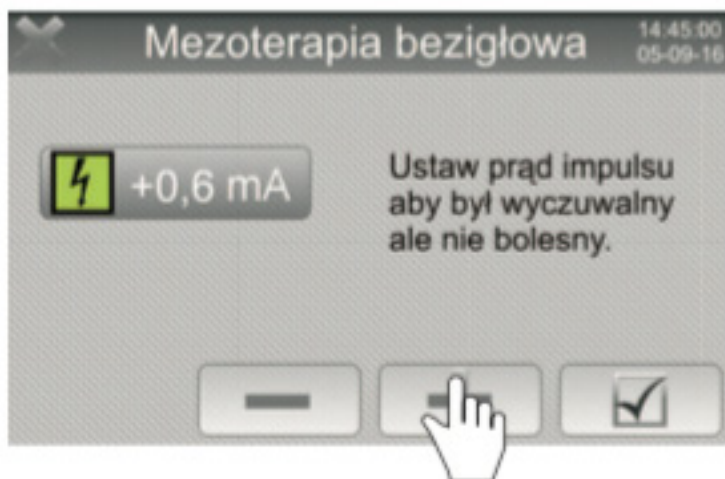 Mezoterapia bezigłowa
14:45:00
05-09-16
+0,6 mA
Ustaw prąd impulsu
aby był wyczuwalny
ale nie bolesny.